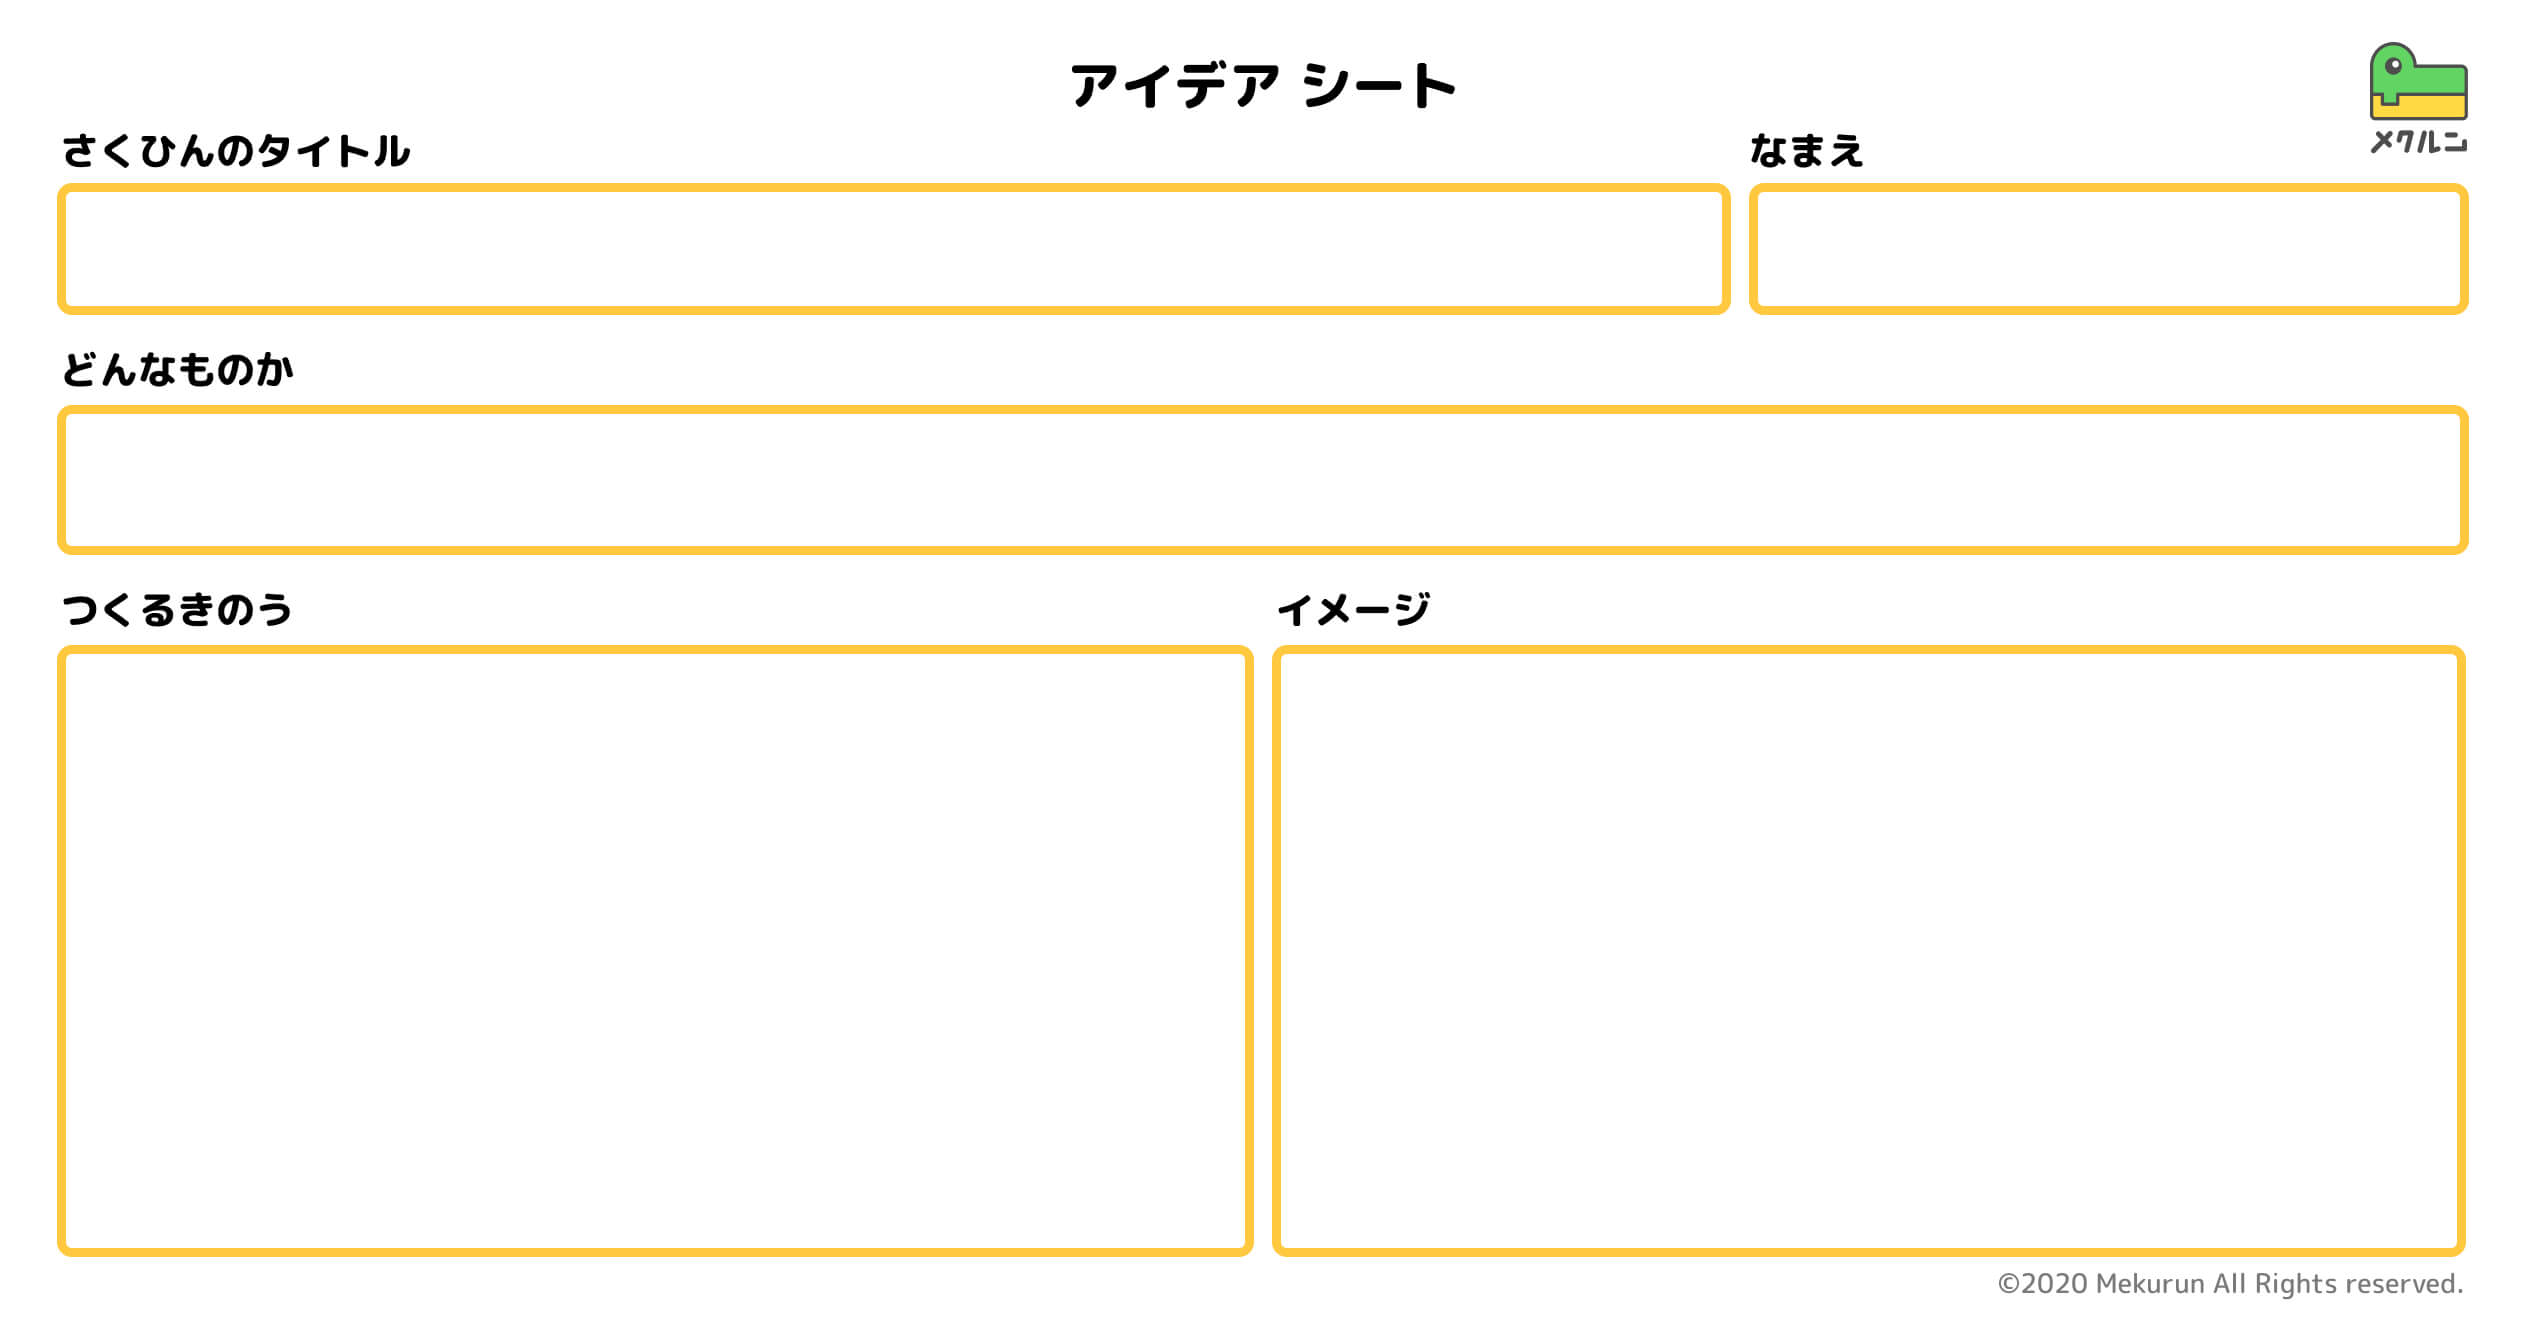 アイデア シート
メクルン
さくひんのタイトル
なまえ
どんなものか
つくるきのう
イメージ
©2020 Mekurun All Rights reserved.